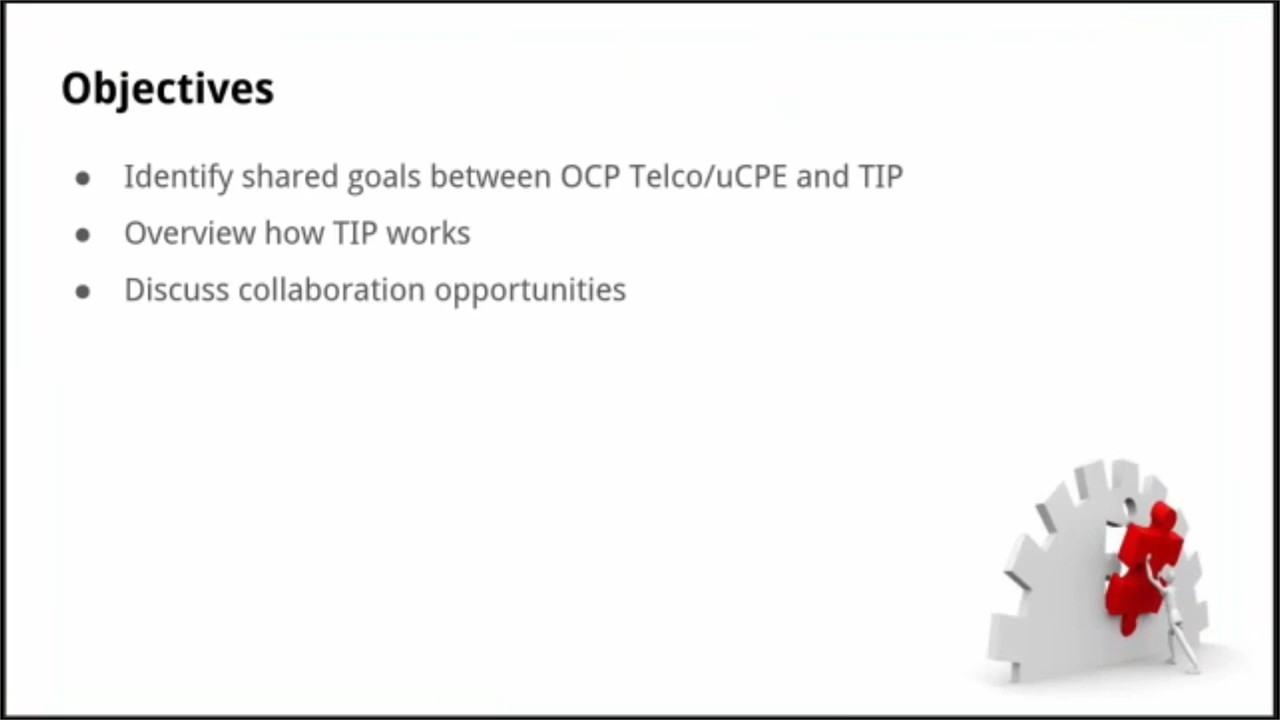 Objectives
● Identify shared goals between OCP Telco/uCPE and TIP
● Overview how TIP works
● Discuss collaboration opportunities